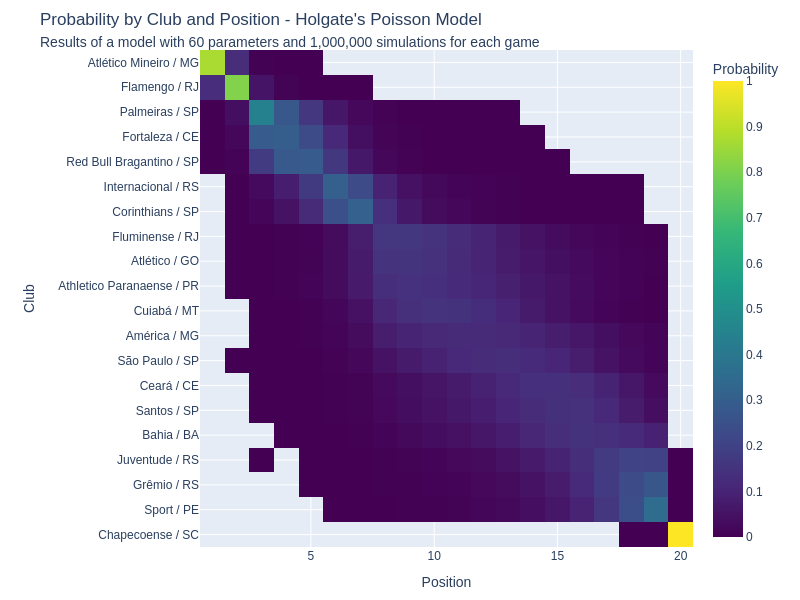 Probability by Club and Position - Holgate's Poisson Model
Results of a model with 60 parameters and 1,000,000 simulations for each game
Probability
Club
Atlético Mineiro / MG
Flamengo / RJ
Palmeiras / SP
Fortaleza / CE
Red Bull Bragantino / SP
Internacional / RS
Corinthians / SP
Fluminense / RJ
Atlético / GO
Athletico Paranaense / PR
Cuiabá / MT
América / MG
São Paulo / SP
Ceará / CE
Santos / SP
Bahia / BA
Juventude / RS
Grêmio / RS
Sport / PE
Chapecoense / SC
5
10
15
20
Position
1
0.9
0.8
0.7
0.6
0.5
0.4
0.3
0.2
0.1
0